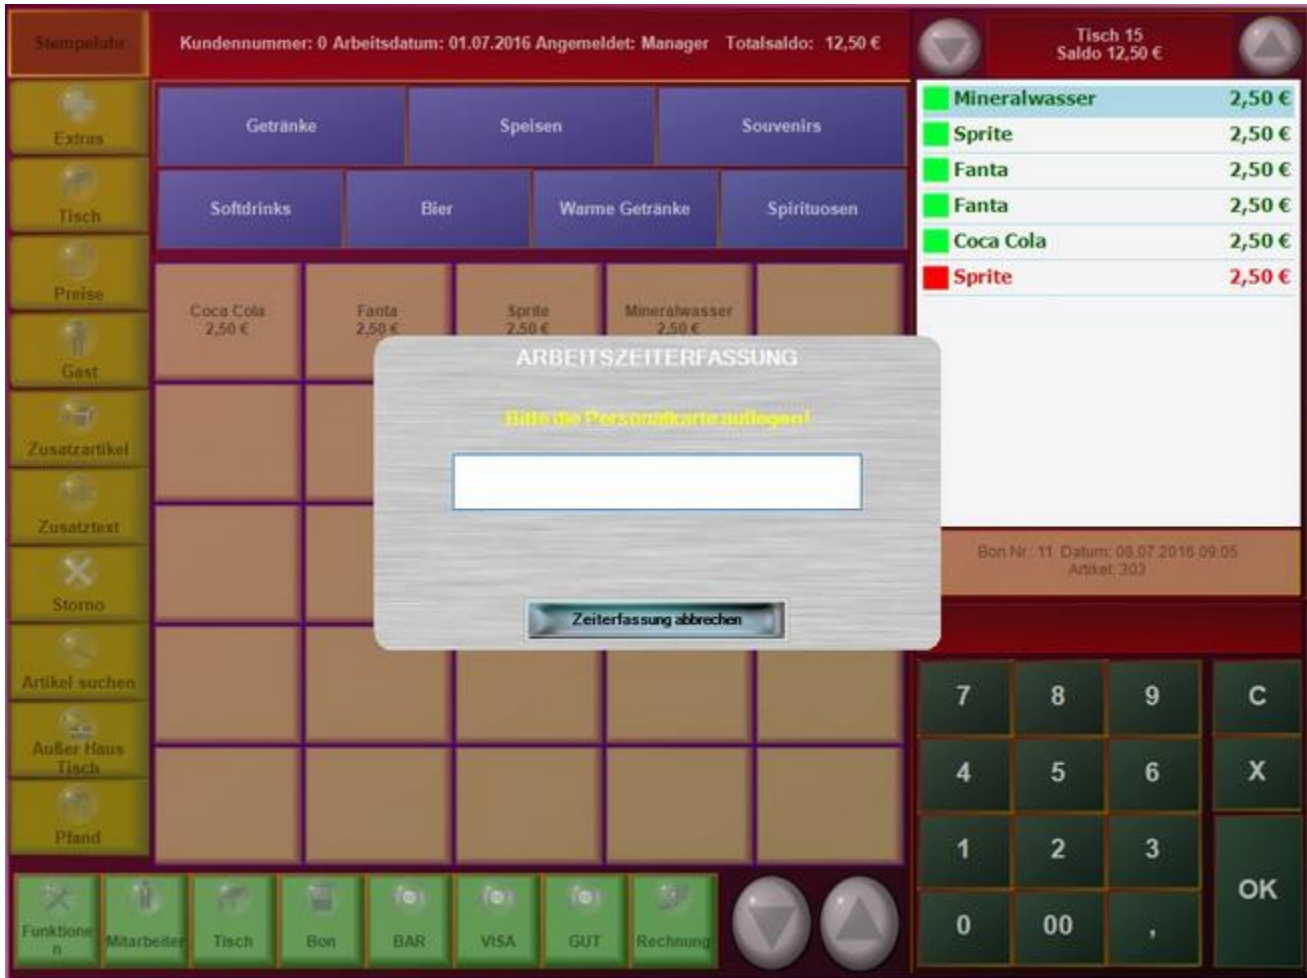 Stempeluhr
Kundennummer: 0 Arbeitsdatum: 01.07.2016 Angemeldet: Manager Totalsaldo: 12,50 €
Tisch 15
Saldo 12,50 €
Extras
Tisch
Preise
Gast
Zusatzartikel
Zusatztext
Storno
Artikel suchen
Außer Haus
Tisch
Pfand
Getränke
Speisen
Souvenirs
Softdrinks
Bier
Warme Getränke
Spirituosen
Coca Cola
2,50 €
Fanta
2,50 €
Sprite
2,50 €
Mineralwasser
2,50 €
ARBEITSZEITERFASSUNG
Bitte die Personalkarte auflegen!
Zeiterfassung abbrechen
Mineralwasser 2,50 €
Sprite 2,50 €
Fanta 2,50 €
Fanta 2,50 €
Coca Cola 2,50 €
Sprite 2,50 €
Bon Nr.: 11 Datum: 08.07.2016 09:05
Artikel: 303
7 8 9 C
4 5 6 X
1 2 3
0 00 , OK
Funktione
n
Mitarbeiter
Tisch
Bon
BAR
VISA
GUT
Rechnung